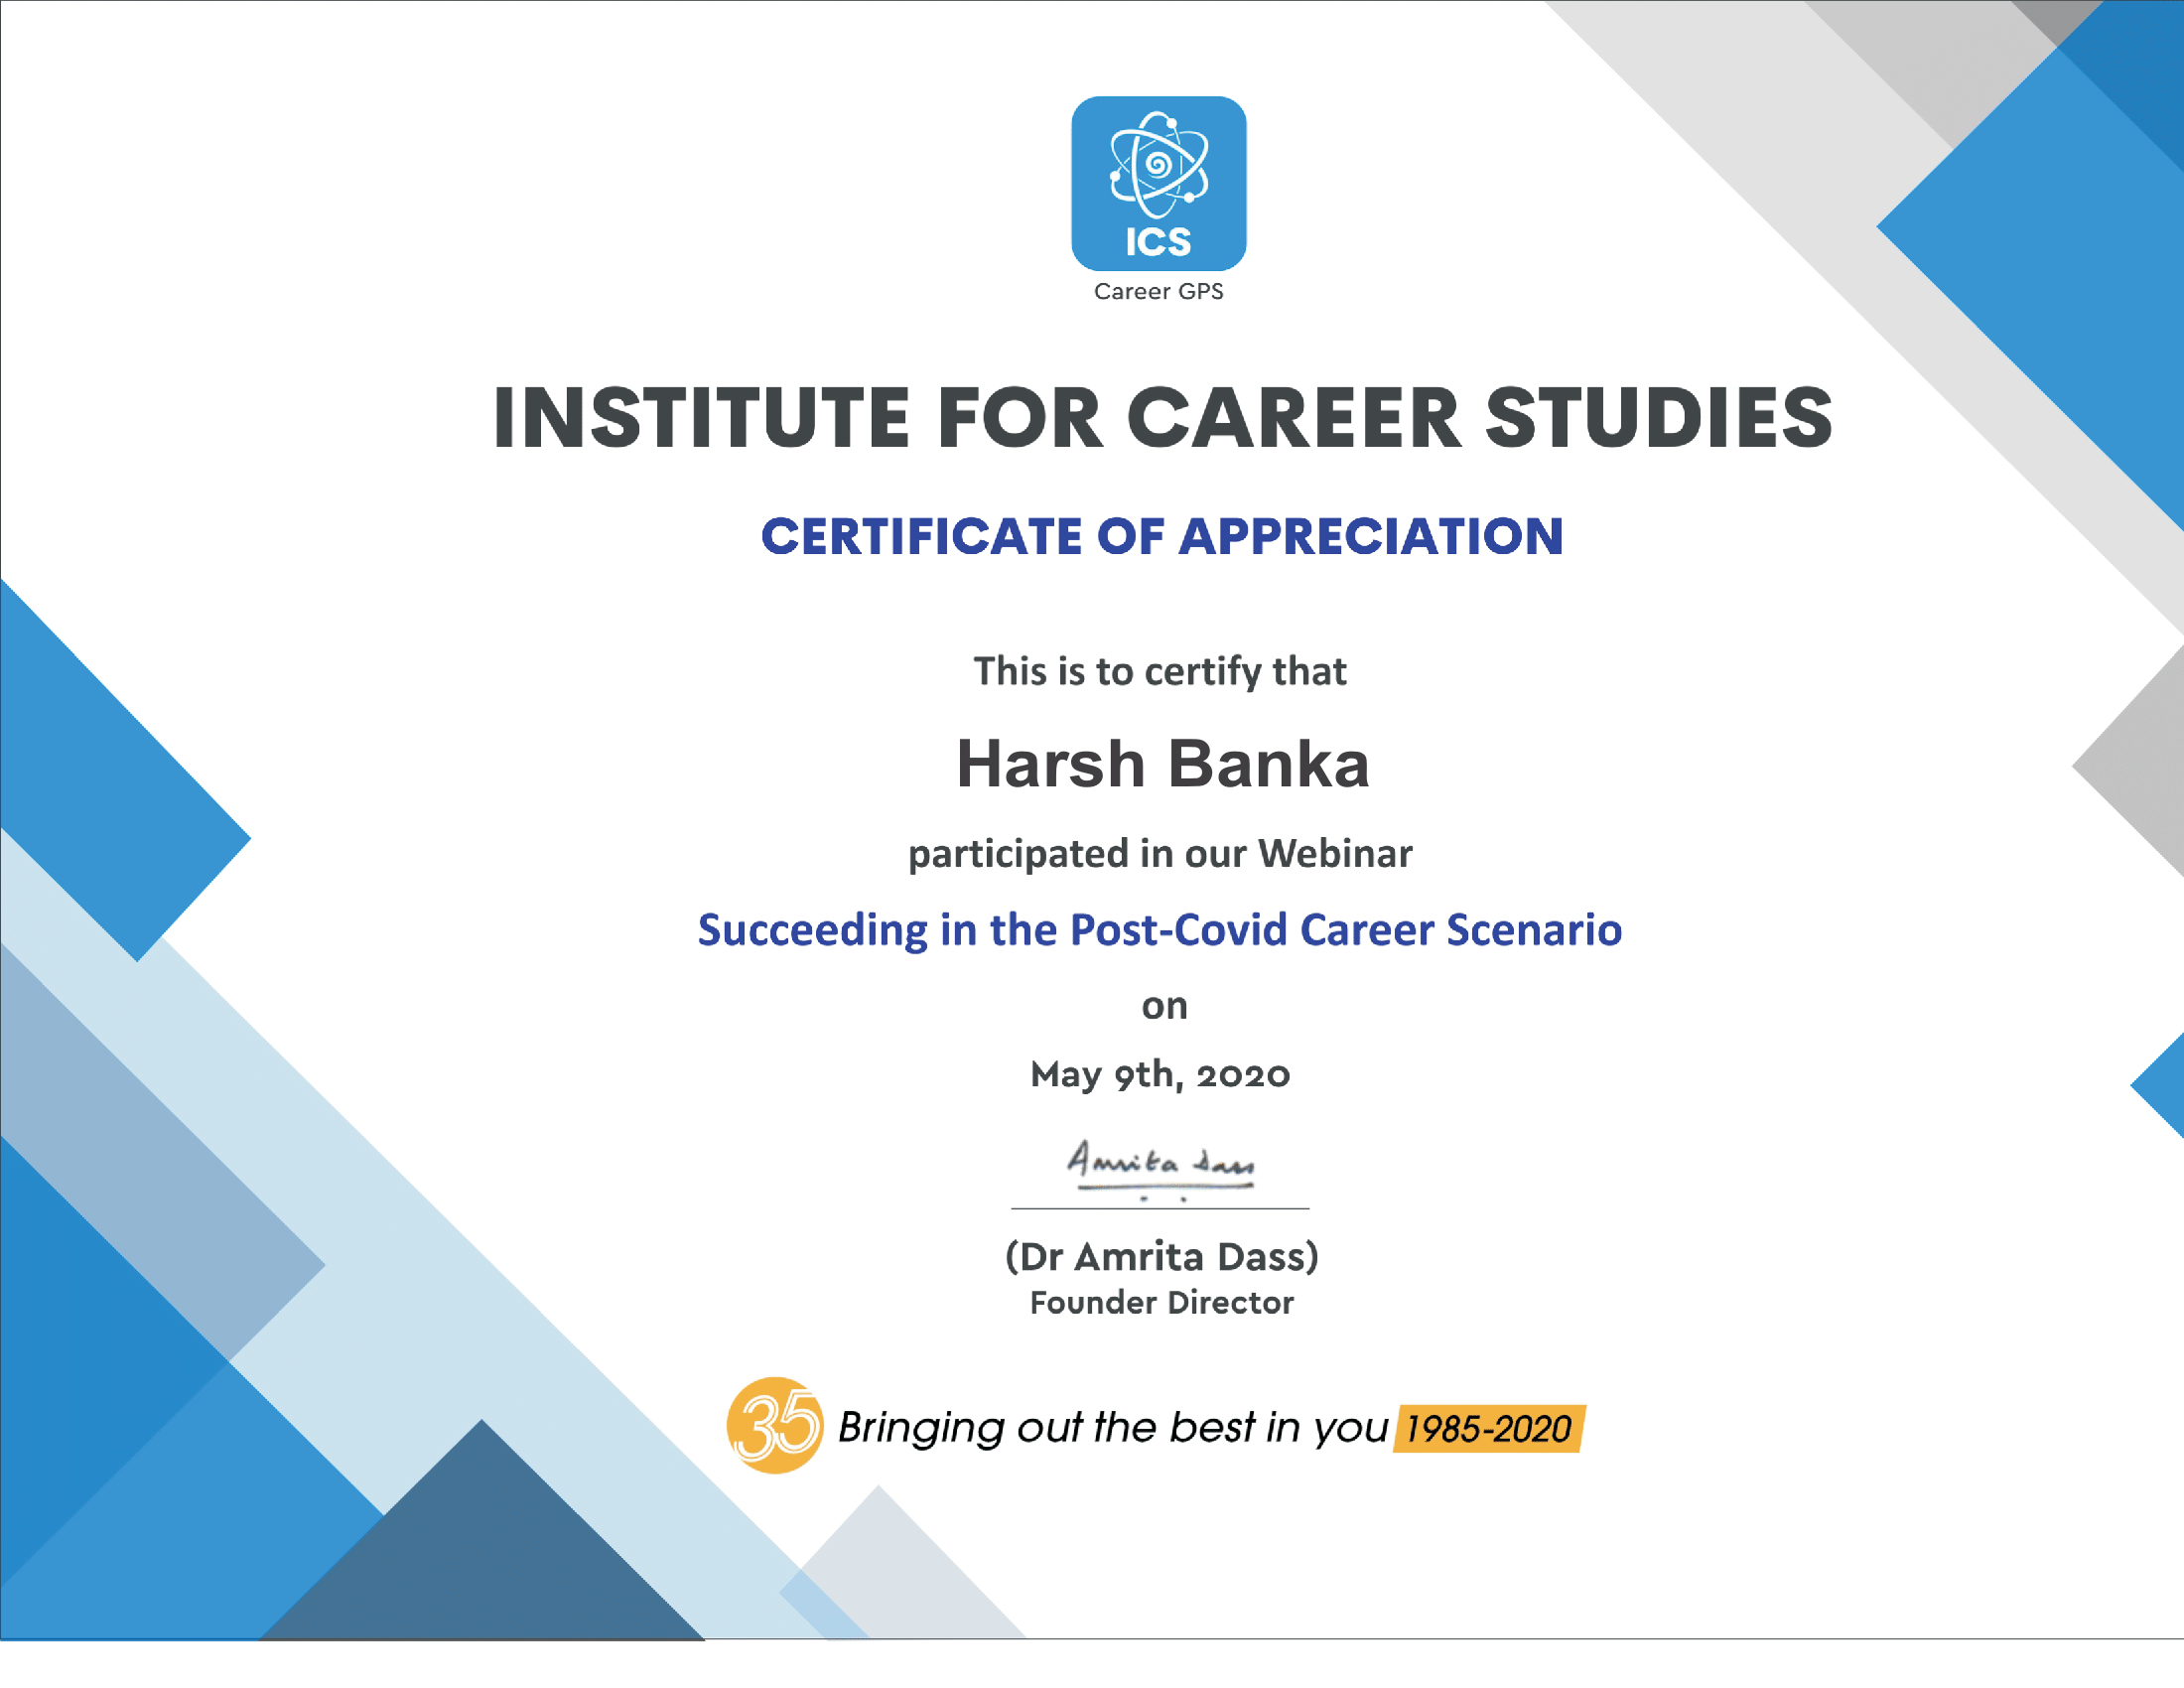 ICS
Career GPS
INSTITUTE FOR CAREER STUDIES
CERTIFICATE OF APPRECIATION
This is to certify that
Harsh Banka
participated in our Webinar
Succeeding in the Post-Covid Career Scenario
on
May 9th, 2020
Amrita Dass
(Dr Amrita Dass)
Founder Director
35 Bringing out the best in you 1985-2020